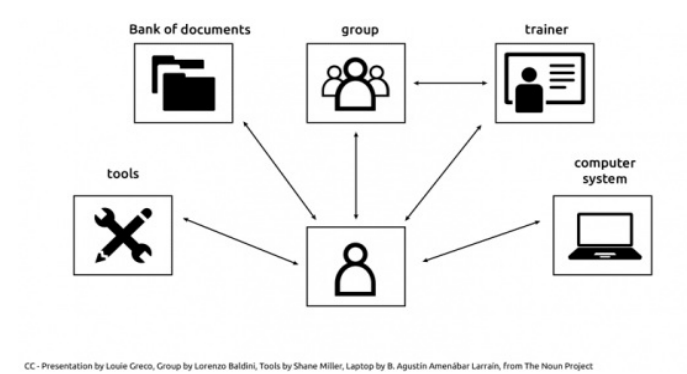 Bank of documents
group
trainer
tools
computer
system
CC - Presentation by Louie Greco, Group by Lorenzo Baldini, Tools by Shane Miller, Laptop by B. Agustín Amenábar Larraín, from The Noun Project